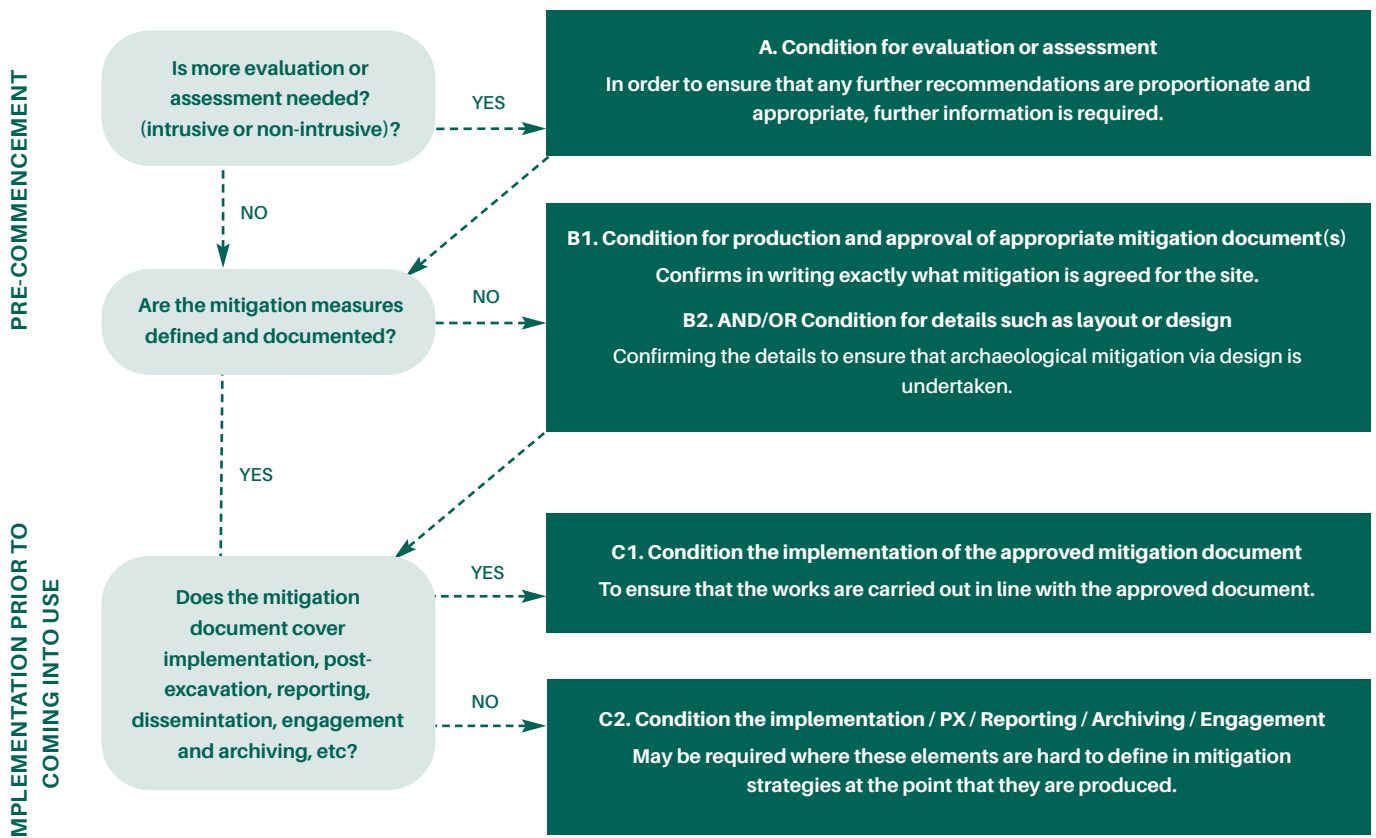 PRE-COMMENCEMENT
Is more evaluation or
assessment needed?
(intrusive or non-intrusive)?
YES
A. Condition for evaluation or assessment
In order to ensure that any further recommendations are proportionate and
appropriate, further information is required.
NO
Are the mitigation measures
defined and documented?
NO
B1. Condition for production and approval of appropriate mitigation document(s)
Confirms in writing exactly what mitigation is agreed for the site.
B2. AND/OR Condition for details such as layout or design
Confirming the details to ensure that archaeological mitigation via design is
undertaken.
YES
MPLEMENTATION PRIOR TO
COMING INTO USE
Does the mitigation
document cover
implementation, post-
excavation, reporting,
dissemintation, engagement
and archiving, etc?
YES
C1. Condition the implementation of the approved mitigation document
To ensure that the works are carried out in line with the approved document.
NO
C2. Condition the implementation / PX / Reporting / Archiving / Engagement
May be required where these elements are hard to define in mitigation
strategies at the point that they are produced.